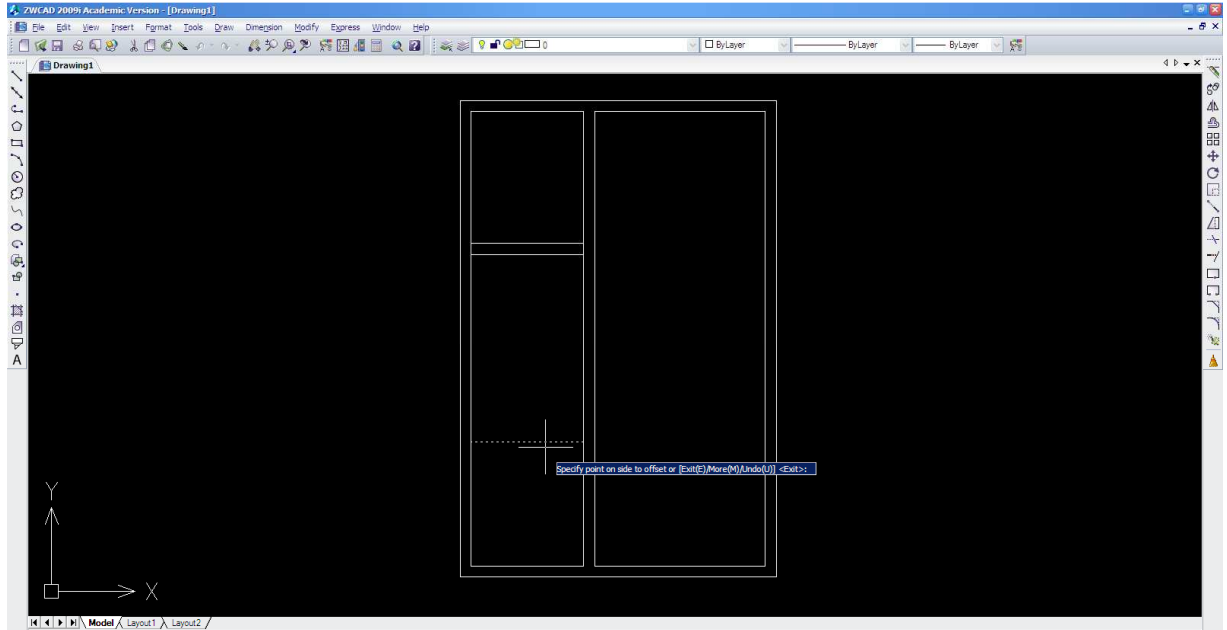 ZWCAD 2009i Academic Version - [Drawing1]
File Edit View Insert Format Tools Draw Dimension Modify Express Window Help
0 ByLayer ByLayer ByLayer
Drawing1
A
Specify point on side to offset or [Exit(E)/More(M)/Undo(U)] <Exit>:
Y
X
Model Layout1 Layout2